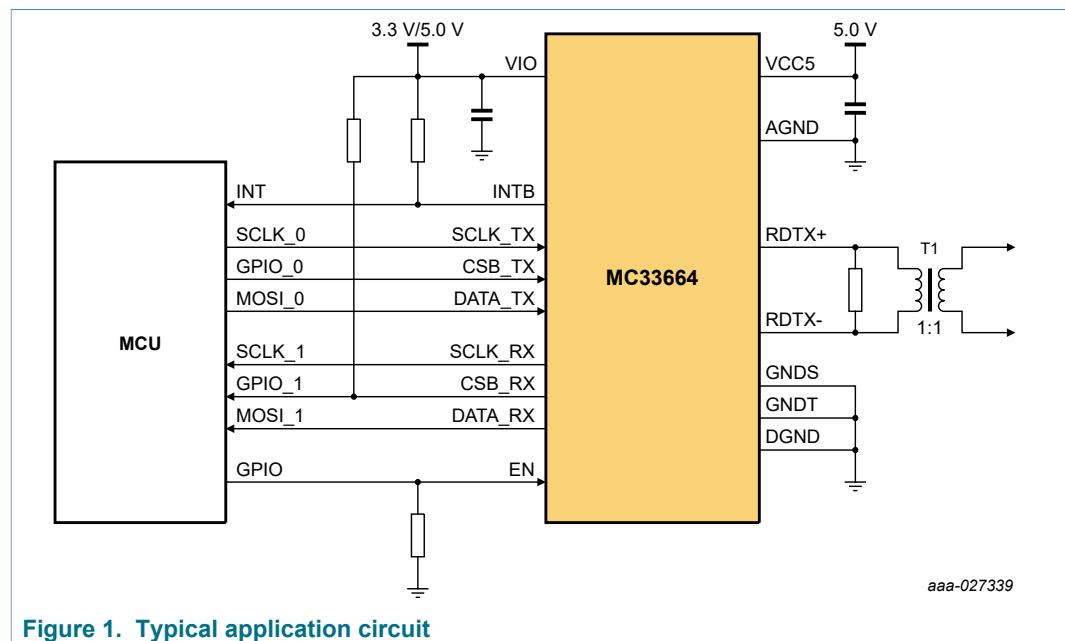 3.3 V/5.0 V
5.0 V
VIO
VCC5
AGND
INT
INTB
SCLK_0
SCLK_TX
RDTX+
T1
GPIO_0
CSB_TX
MC33664
MOSI_0
DATA_TX
RDTX-
1:1
MCU
SCLK_1
SCLK_RX
GNDS
GPIO_1
CSB_RX
GNDT
MOSI_1
DATA_RX
DGND
GPIO
EN
aaa-027339
Figure 1. Typical application circuit